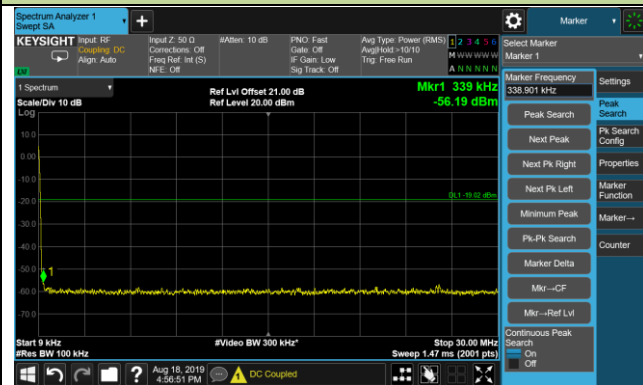 Spectrum Analyzer 1
Swept SA
Marker
KEYSIGHT Input: RF
Coupling: DC
Align: Auto
Input Z: 50 Ω
Corrections: Off
Freq Ref: Int (S)
NFE: Off
#Atten: 10 dB
PNO: Fast
Gate: Off
IF Gain: Low
Sig Track: Off
Avg Type: Power (RMS)
Avg|Hold:>10/10
Trig: Free Run
1 2 3 4 5 6
M W W W W W
A N N N N N
LXI
Select Marker
Marker 1
1 Spectrum
Scale/Div 10 dB
Log
Ref Lvl Offset 21.00 dB
Ref Level 20.00 dBm
Mkr1 339 kHz
-56.19 dBm
10.0
0.00
-10.0
-20.0
-30.0
-40.0
-50.0
-60.0
-70.0
DL1 -19.02 dBm
1
Start 9 kHz
#Res BW 100 kHz
#Video BW 300 kHz*
Stop 30.00 MHz
Sweep 1.47 ms (2001 pts)
Marker Frequency
338.901 kHz
Peak Search
Next Peak
Next Pk Right
Next Pk Left
Minimum Peak
Pk-Pk Search
Marker Delta
Mkr→CF
Mkr→Ref Lvl
Continuous Peak
Search
On
Off
Settings
Peak
Search
Pk Search
Config
Properties
Marker
Function
Marker→
Counter
?
Aug 18, 2019
4:56:51 PM
DC Coupled